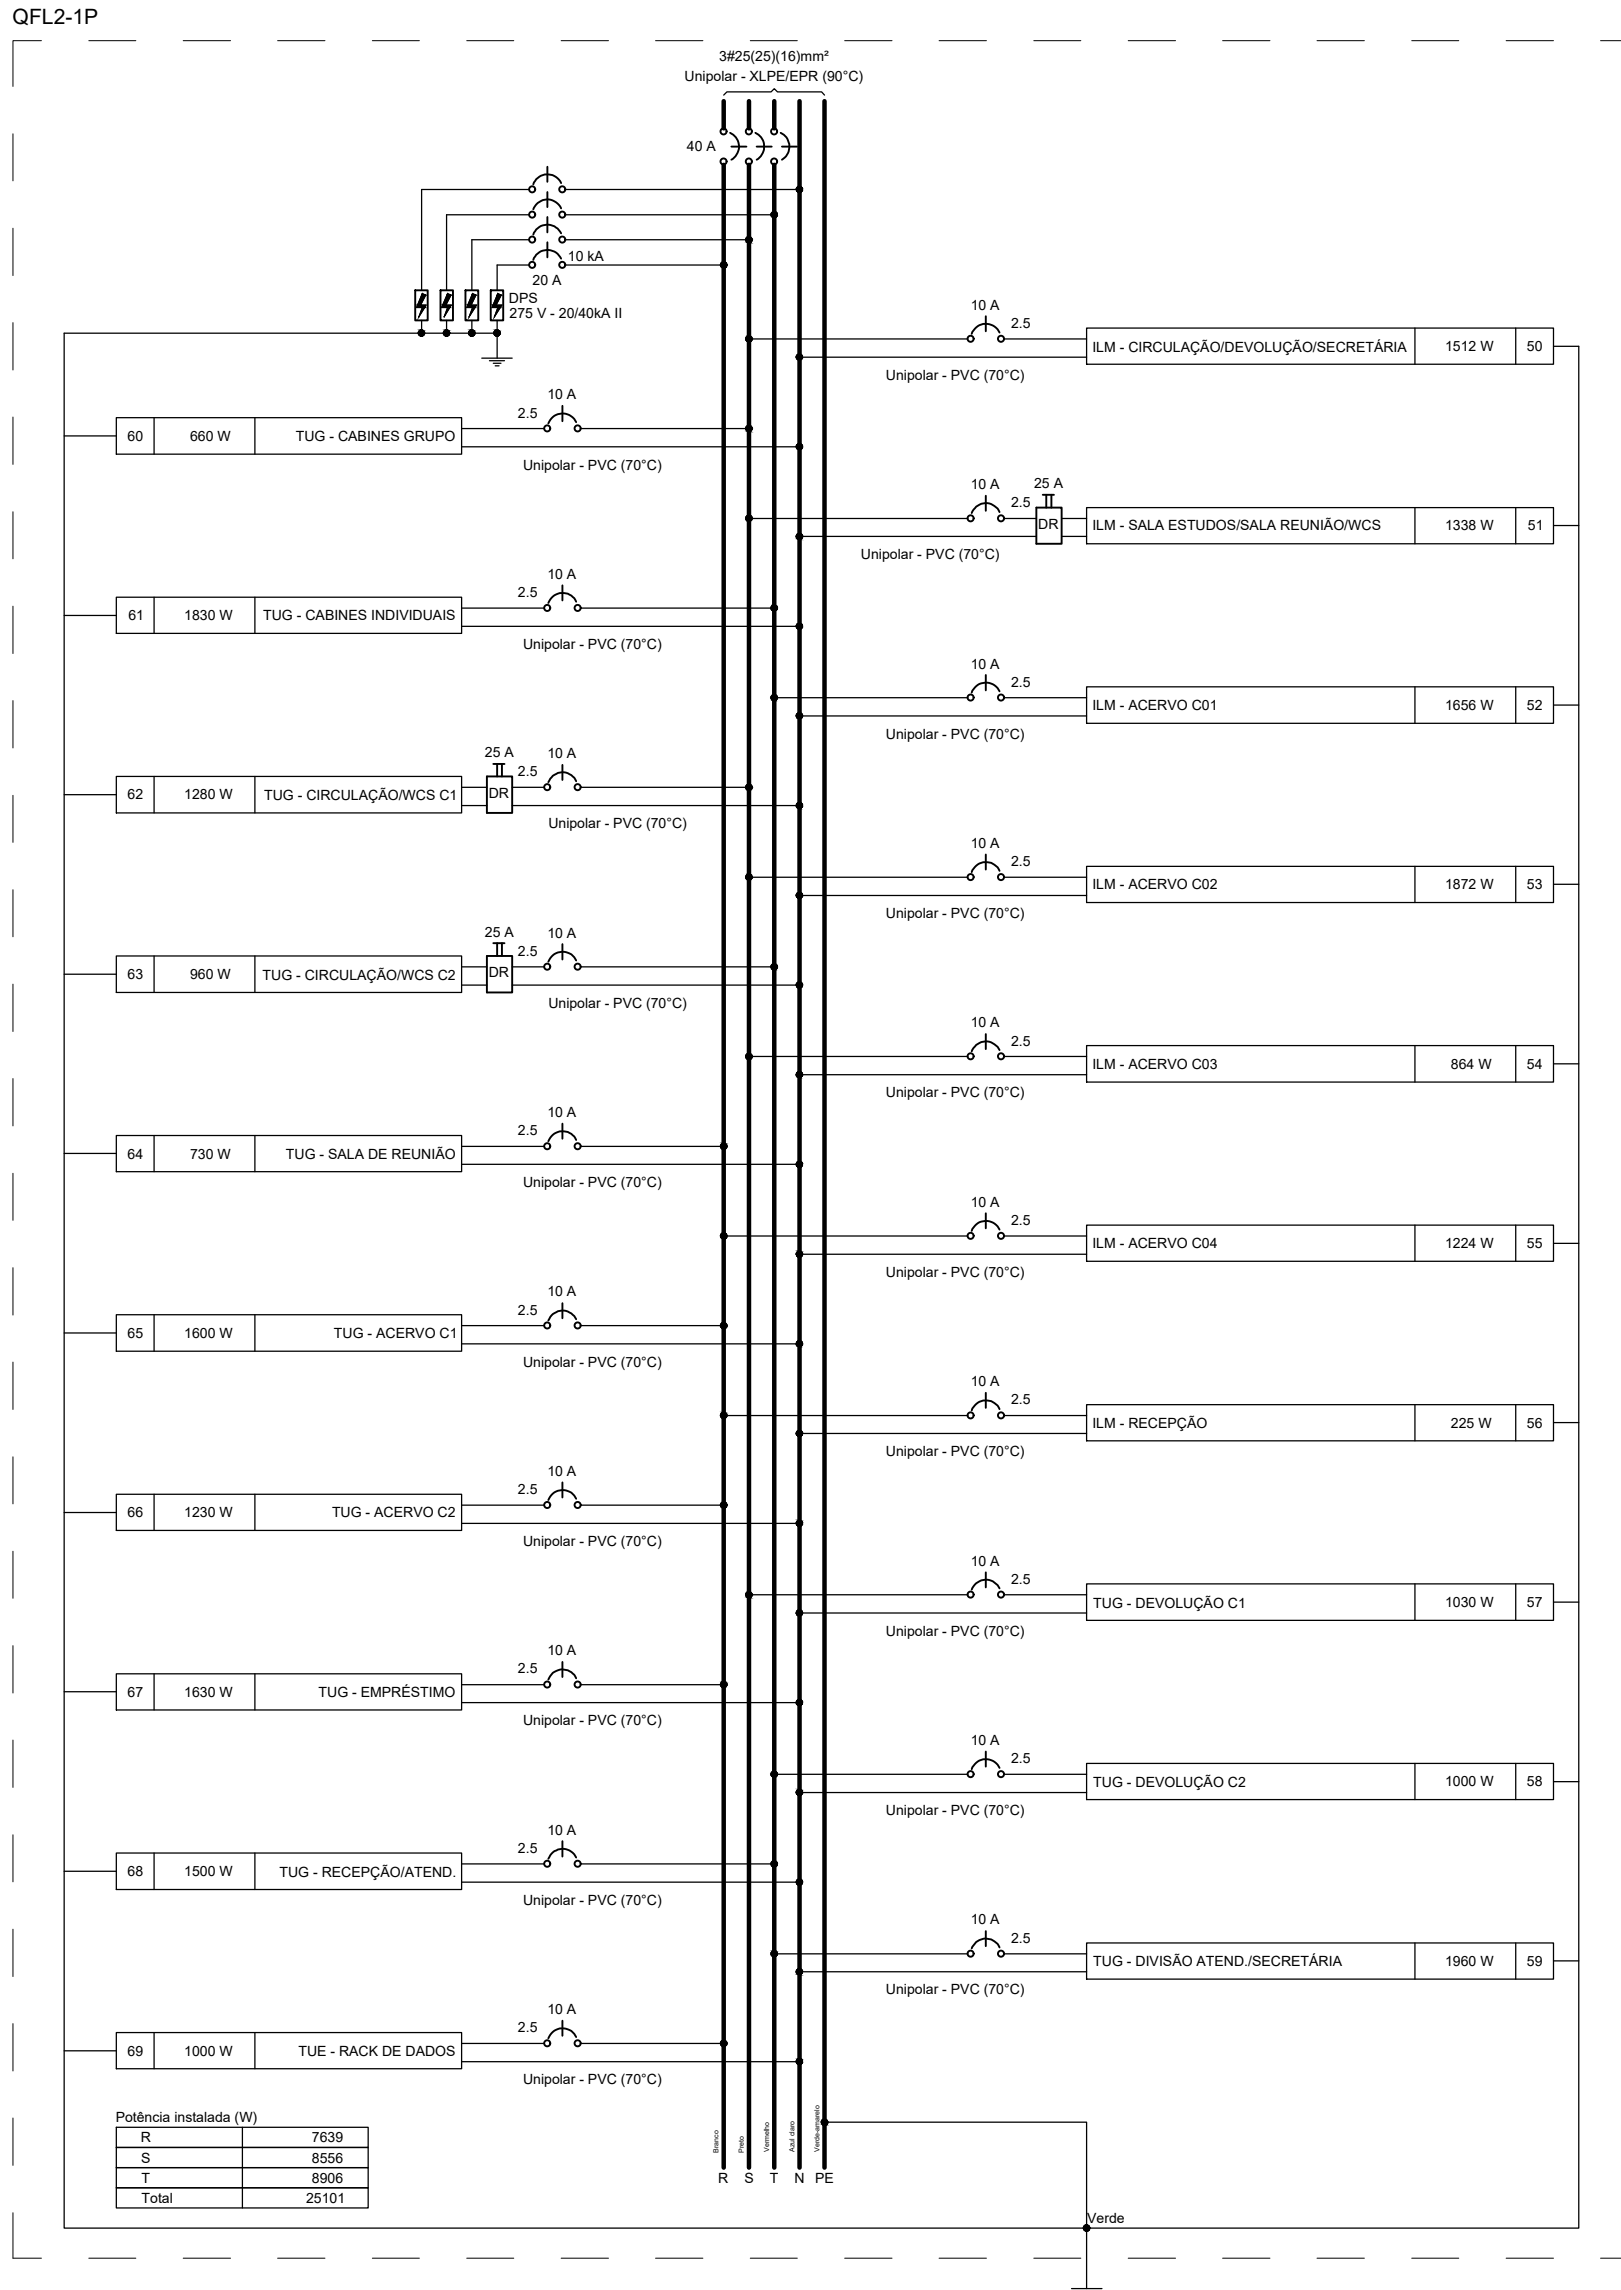 QFL2-1P
3#25(25)(16)mm²
Unipolar - XLPE/EPR (90°C)
40 A
10 kA
20 A
DPS
275 V - 20/40kA II
10 A
2.5
ILM - CIRCULAÇÃO/DEVOLUÇÃO/SECRETÁRIA 1512 W 50
Unipolar - PVC (70°C)
10 A
2.5
60 660 W TUG - CABINES GRUPO
Unipolar - PVC (70°C)
10 A 25 A
2.5
DR
ILM - SALA ESTUDOS/SALA REUNIÃO/WCS 1338 W 51
Unipolar - PVC (70°C)
10 A
2.5
61 1830 W TUG - CABINES INDIVIDUAIS
Unipolar - PVC (70°C)
10 A
2.5
ILM - ACERVO C01 1656 W 52
Unipolar - PVC (70°C)
25 A 10 A
2.5
62 1280 W TUG - CIRCULAÇÃO/WCS C1 DR
Unipolar - PVC (70°C)
10 A
2.5
ILM - ACERVO C02 1872 W 53
Unipolar - PVC (70°C)
25 A 10 A
2.5
63 960 W TUG - CIRCULAÇÃO/WCS C2 DR
Unipolar - PVC (70°C)
10 A
2.5
ILM - ACERVO C03 864 W 54
Unipolar - PVC (70°C)
10 A
2.5
64 730 W TUG - SALA DE REUNIÃO
Unipolar - PVC (70°C)
10 A
2.5
ILM - ACERVO C04 1224 W 55
Unipolar - PVC (70°C)
10 A
2.5
65 1600 W TUG - ACERVO C1
Unipolar - PVC (70°C)
10 A
2.5
ILM - RECEPÇÃO 225 W 56
Unipolar - PVC (70°C)
10 A
2.5
66 1230 W TUG - ACERVO C2
Unipolar - PVC (70°C)
10 A
2.5
TUG - DEVOLUÇÃO C1 1030 W 57
Unipolar - PVC (70°C)
10 A
2.5
67 1630 W TUG - EMPRÉSTIMO
Unipolar - PVC (70°C)
10 A
2.5
TUG - DEVOLUÇÃO C2 1000 W 58
Unipolar - PVC (70°C)
10 A
2.5
68 1500 W TUG - RECEPÇÃO/ATEND.
Unipolar - PVC (70°C)
10 A
2.5
TUG - DIVISÃO ATEND./SECRETÁRIA 1960 W 59
Unipolar - PVC (70°C)
10 A
2.5
69 1000 W TUE - RACK DE DADOS
Unipolar - PVC (70°C)
Potência instalada (W)
R 7639
S 8556
T 8906
Total 25101
Branco
Preto
Vermelho
Azul claro
Verde-amarelo
R S T N PE
Verde